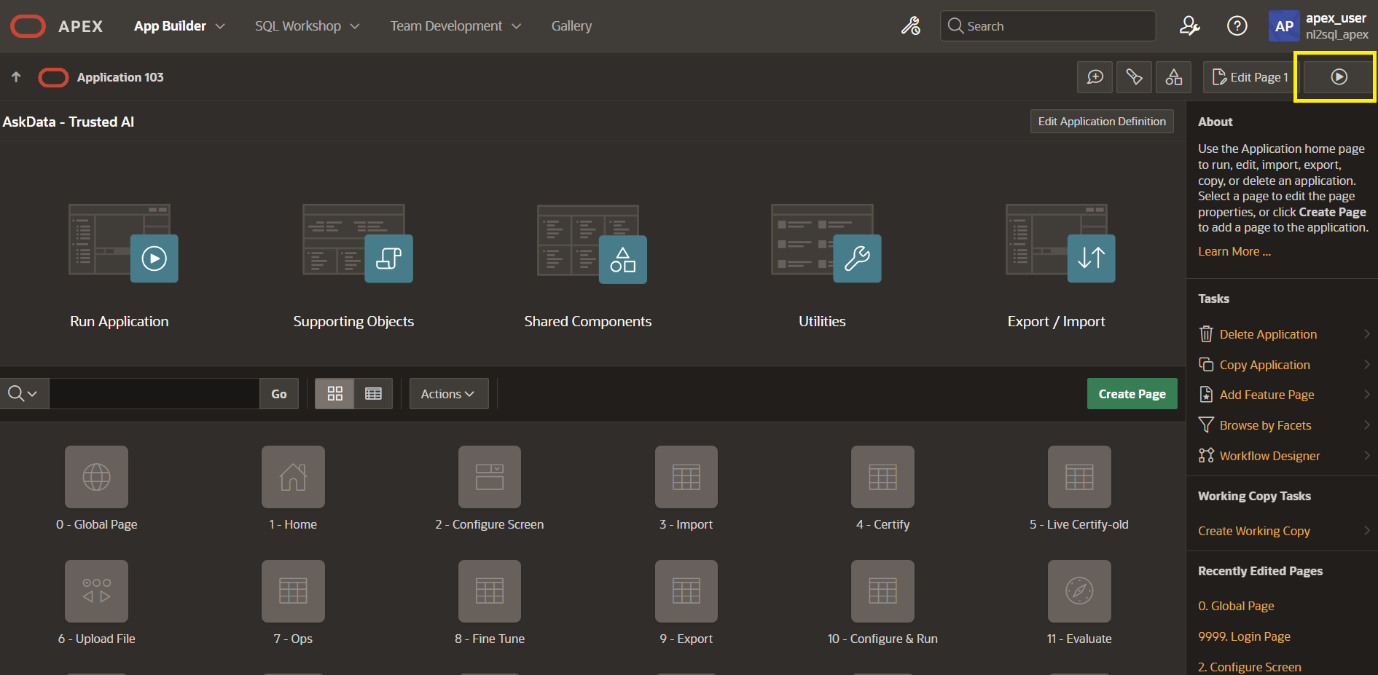 APEX App Builder SQL Workshop Team Development Gallery Search AP apex_user
nl2sql_apex
Application 103 Edit Page 1
AskData - Trusted AI Edit Application Definition
Run Application Supporting Objects Shared Components Utilities Export / Import
Go Actions Create Page
0 - Global Page 1 - Home 2 - Configure Screen 3 - Import 4 - Certify 5 - Live Certify-old
6 - Upload File 7 - Ops 8 - Fine Tune 9 - Export 10 - Configure & Run 11 - Evaluate
About
Use the Application home page
to run, edit, import, export,
copy, or delete an application.
Select a page to edit the page
properties, or click Create Page
to add a page to the application.
Learn More ...
Tasks
Delete Application
Copy Application
Add Feature Page
Browse by Facets
Workflow Designer
Working Copy Tasks
Create Working Copy
Recently Edited Pages
0. Global Page
9999. Login Page
2. Configure Screen